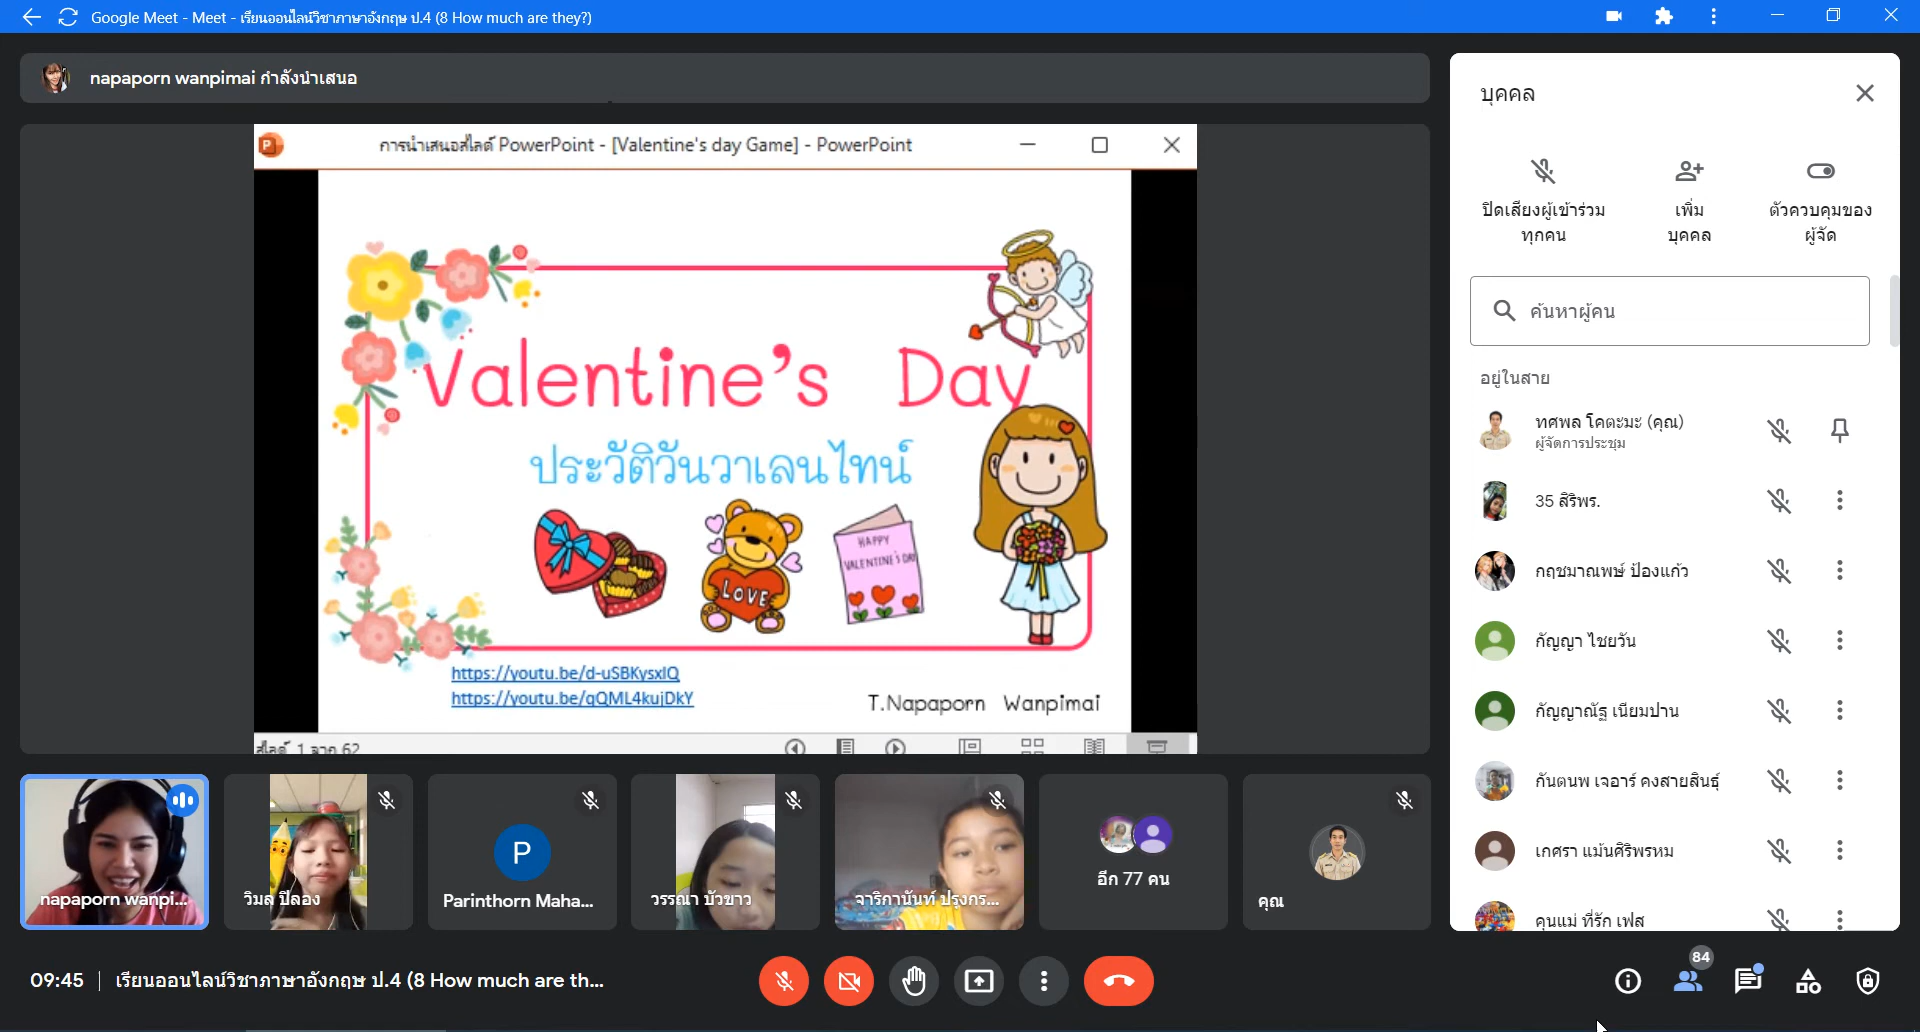 Google Meet - Meet - เรียนออนไลน์วิชาภาษาอังกฤษ ป.4 (8 How much are they?)
napaporn wanpimai กำลังนำเสนอ
การนำเสนอสไลด์ PowerPoint - [Valentine's day Game] - PowerPoint
Valentine's Day
ประวัติวันวาเลนไทน์
HAPPY
VALENTINE'S DAY
LOVE
https://youtu.be/d-uSBKysxlQ
https://youtu.be/qQML4kujDkY
T.Napaporn Wanpimai
สไลด์ 1 จาก 62
napaporn wanpi...
วิมล ปิลอง
P
Parinthorn Maha...
วรรณา บัวขาว
จาริกานันท์ ปรุงกร...
อีก 77 คน
คุณ
บุคคล
ปิดเสียงผู้เข้าร่วม
ทุกคน
เพิ่ม
บุคคล
ตัวควบคุมของ
ผู้จัด
ค้นหาผู้คน
อยู่ในสาย
ทศพล โคตะมะ (คุณ)
ผู้จัดการประชุม
35 สิริพร.
กฤชมาณพษ์ ป้องแก้ว
กัญญา ไชยวัน
กัญญาณัฐ เนียมปาน
กันตนพ เจอาร์ คงสายสินธุ์
เกศรา แม้นศิริพรหม
คุนแม่ ที่รัก เฟส
09:45
เรียนออนไลน์วิชาภาษาอังกฤษ ป.4 (8 How much are th...
84